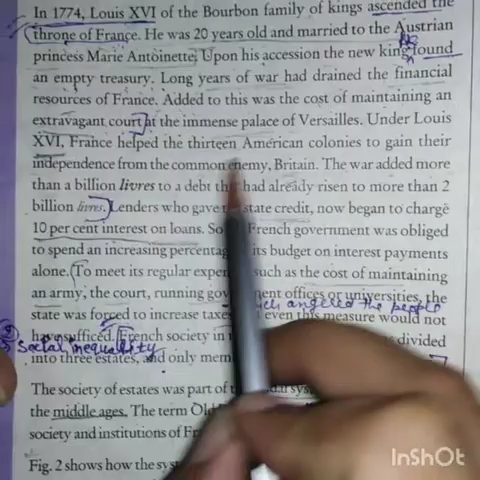 In 1774, Louis XVI of the Bourbon family of kings ascended the
throne of France. He was 20 years old and married to the Austrian
princess Marie Antoinette. Upon his accession the new king found
an empty treasury. Long years of war had drained the financial
resources of France. Added to this was the cost of maintaining an
extravagant court at the immense palace of Versailles. Under Louis
XVI, France helped the thirteen American colonies to gain their
independence from the common enemy, Britain. The war added more
than a billion livres to a debt had already risen to more than 2
billion livres. Lenders who gave the state credit, now began to charge
10 per cent interest on loans. So French government was obliged
to spend an increasing its budget on interest payments
alone. To meet its regular such as the cost of maintaining
an army, the court, running offices or universities, the
angered the people
state was forced to increase taxes even this measure would not
have sufficed. French society in divided
Social inequality
into three estates, and only
The society of estates was part of
the middle ages. The term Old
society and institutions of
Fig. 2 shows how the
InShOt